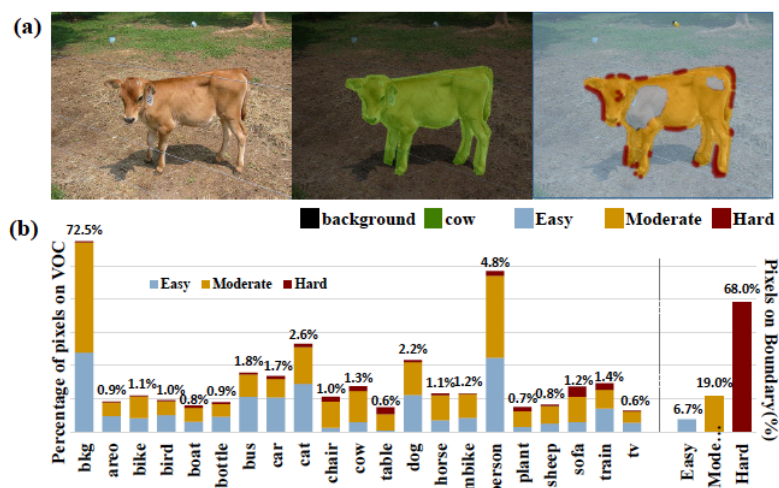 (a)
background cow Easy Moderate Hard
(b)
Percentage of pixels on VOC
Easy Moderate Hard
72.5% 0.9% 1.1% 1.0% 0.8% 0.9% 1.8% 1.7% 2.6% 1.0% 1.3% 0.6% 2.2% 1.1% 1.2% 4.8% 0.7% 0.8% 1.2% 1.4% 0.6%
bkg areo bike bird boat bottle bus car cat chair cow table dog horse mbike person plant sheep sofa train tv
6.7% 19.0% 68.0%
Easy Mode... Hard
Pixels on Boundary(%)